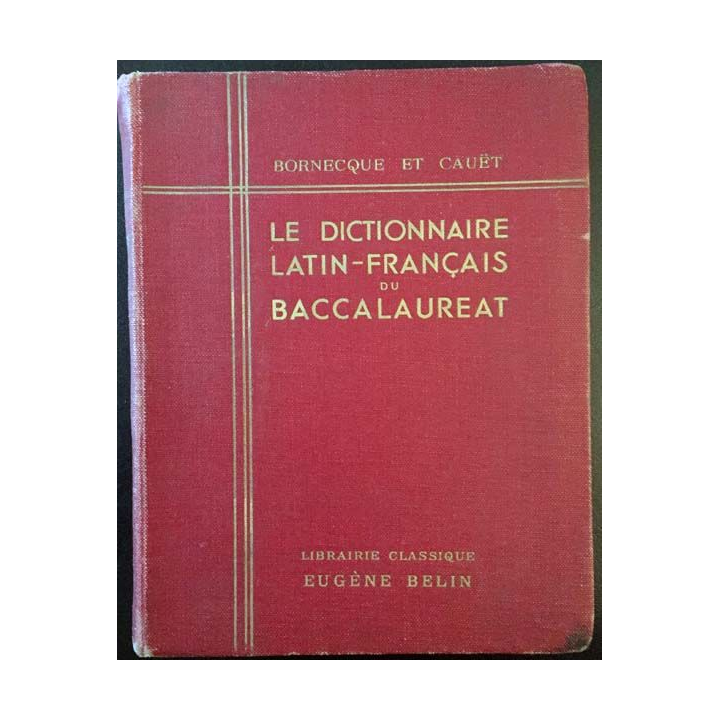 BORNECQUE ET CAUËT
LE DICTIONNAIRE
LATIN-FRANÇAIS
DU
BACCALAUREAT
LIBRAIRIE CLASSIQUE
EUGÈNE BELIN